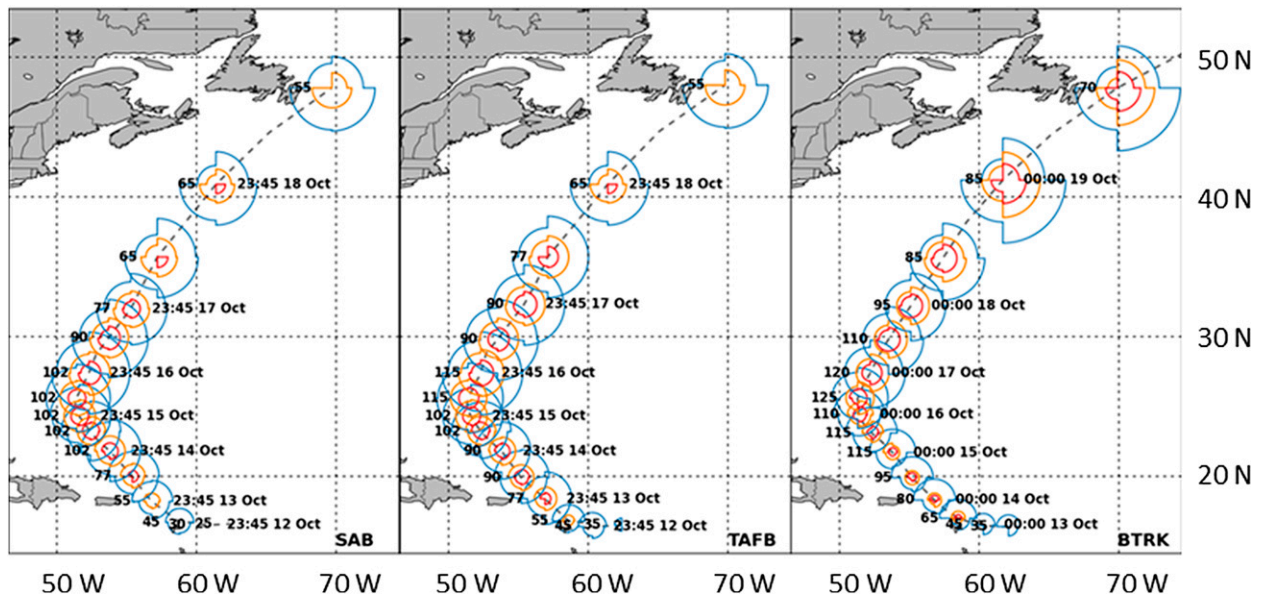 55
65 23:45 18 Oct
65
77 23:45 17 Oct
90
102 23:45 16 Oct
102
102 23:45 15 Oct
102
102 23:45 14 Oct
77
55 23:45 13 Oct
45 30 25 23:45 12 Oct
SAB
55
65 23:45 18 Oct
77
90 23:45 17 Oct
90
115 23:45 16 Oct
115
102 23:45 15 Oct
102
90 23:45 14 Oct
90
77 23:45 13 Oct
55 45 35 23:45 12 Oct
TAFB
70
85 00:00 19 Oct
85
95 00:00 18 Oct
110
120 00:00 17 Oct
125
110 00:00 16 Oct
115
115 00:00 15 Oct
95
80 00:00 14 Oct
65 45 35 00:00 13 Oct
BTRK
50 N
40 N
30 N
20 N
50 W 60 W 70 W 50 W 60 W 70 W 50 W 60 W 70 W